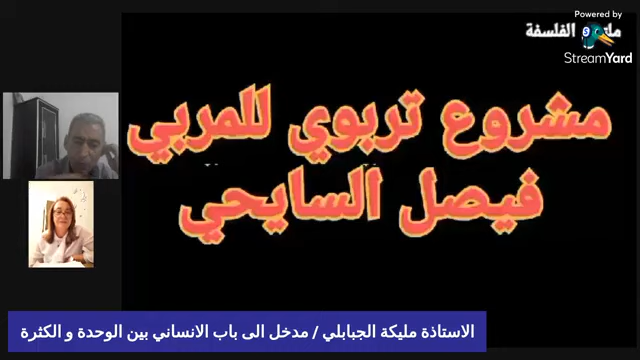 Powered by
StreamYard
الفلسفة
مشروع تربوي للمربي
فيصل السايحي
الاستاذة مليكة الجبابلي / مدخل الى باب الانساني بين الوحدة و الكثرة